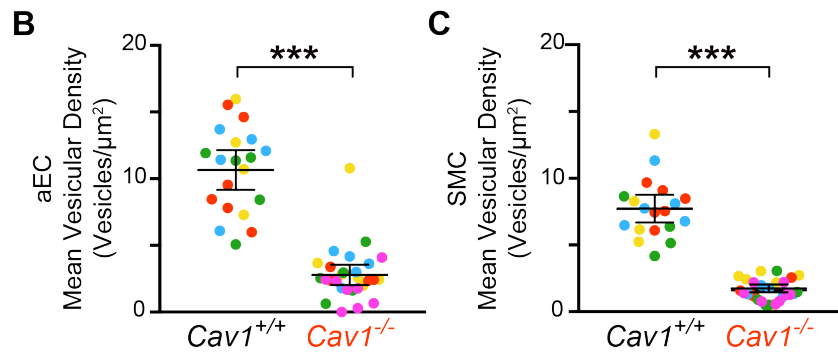 B
aEC
Mean Vesicular Density
(Vesicles/µm²)
20
10
0
***
Cav1+/+ Cav1-/-
C
SMC
Mean Vesicular Density
(Vesicles/µm²)
20
10
0
***
Cav1+/+ Cav1-/-